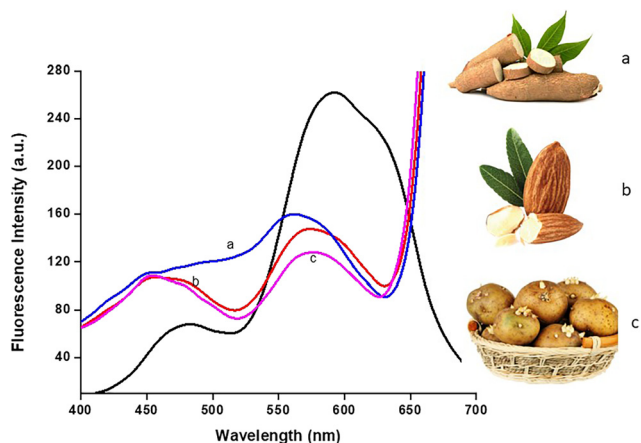 280
240
200
160
120
80
40
400 450 500 550 600 650 700
Fluorescence Intensity (a.u.)
Wavelength (nm)
a
b
c
a
b
c